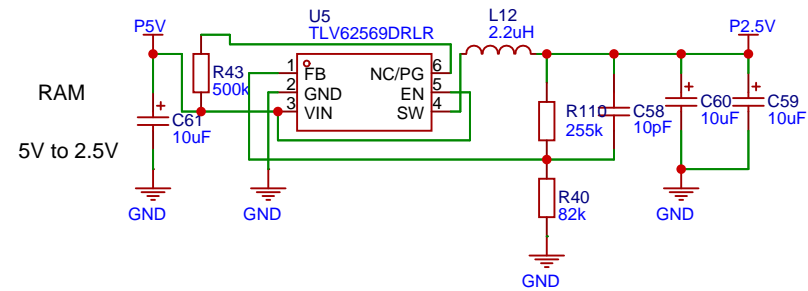 P5V
U5
TLV62569DRLR
L12
2.2uH
P2.5V
R43
500k
1
FB
NC/PG
6
2
GND
EN
5
3
VIN
SW
4
RAM
5V to 2.5V
C61
10uF
R110
255k
C58
10pF
C60
10uF
C59
10uF
R40
82k
GND
GND
GND
GND